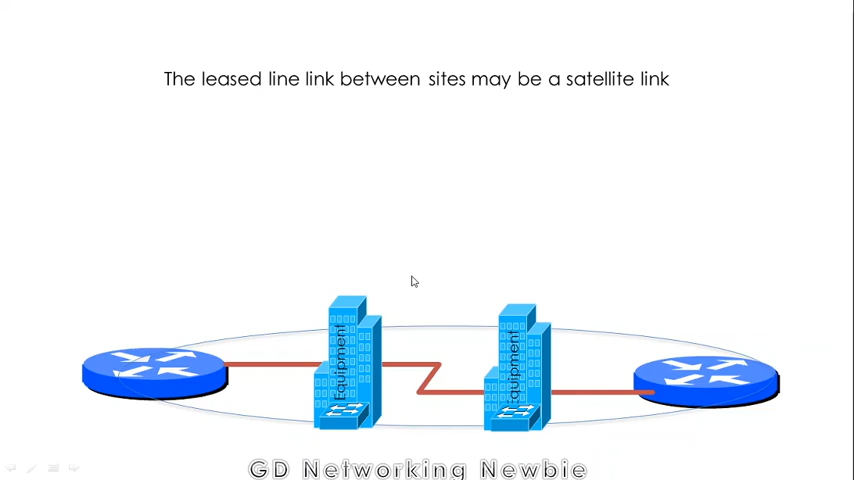 The leased line link between sites may be a satellite link
Equipment
Equipment
GD Networking Newbie